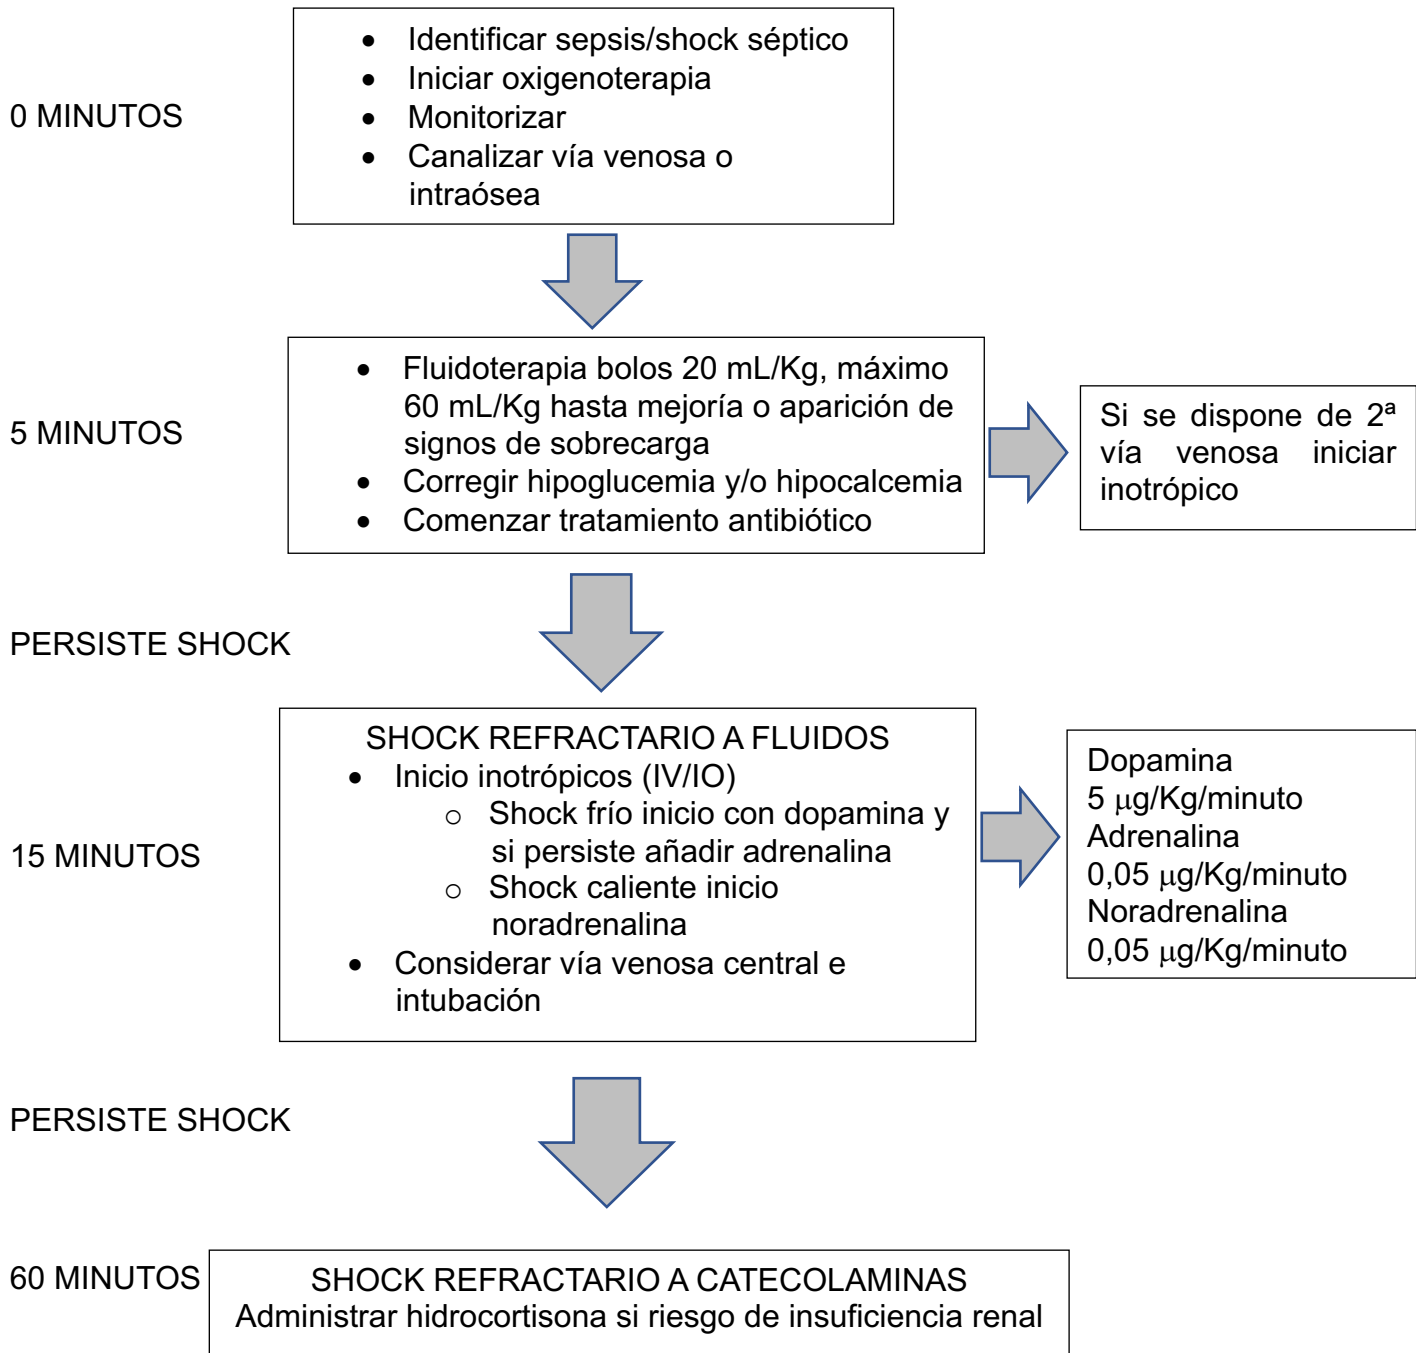 • Identificar sepsis/shock séptico
• Iniciar oxigenoterapia
0 MINUTOS
• Monitorizar
• Canalizar vía venosa o
intraósea
5 MINUTOS
• Fluidoterapia bolos 20 mL/Kg, máximo
60 mL/Kg hasta mejoría o aparición de
signos de sobrecarga
• Corregir hipoglucemia y/o hipocalcemia
• Comenzar tratamiento antibiótico
Si se dispone de 2ª
vía venosa iniciar
inotrópico
PERSISTE SHOCK
15 MINUTOS
SHOCK REFRACTARIO A FLUIDOS
• Inicio inotrópicos (IV/IO)
o Shock frío inicio con dopamina y
si persiste añadir adrenalina
o Shock caliente inicio
noradrenalina
• Considerar vía venosa central e
intubación
Dopamina
5 μg/Kg/minuto
Adrenalina
0,05 μg/Kg/minuto
Noradrenalina
0,05 μg/Kg/minuto
PERSISTE SHOCK
60 MINUTOS
SHOCK REFRACTARIO A CATECOLAMINAS
Administrar hidrocortisona si riesgo de insuficiencia renal